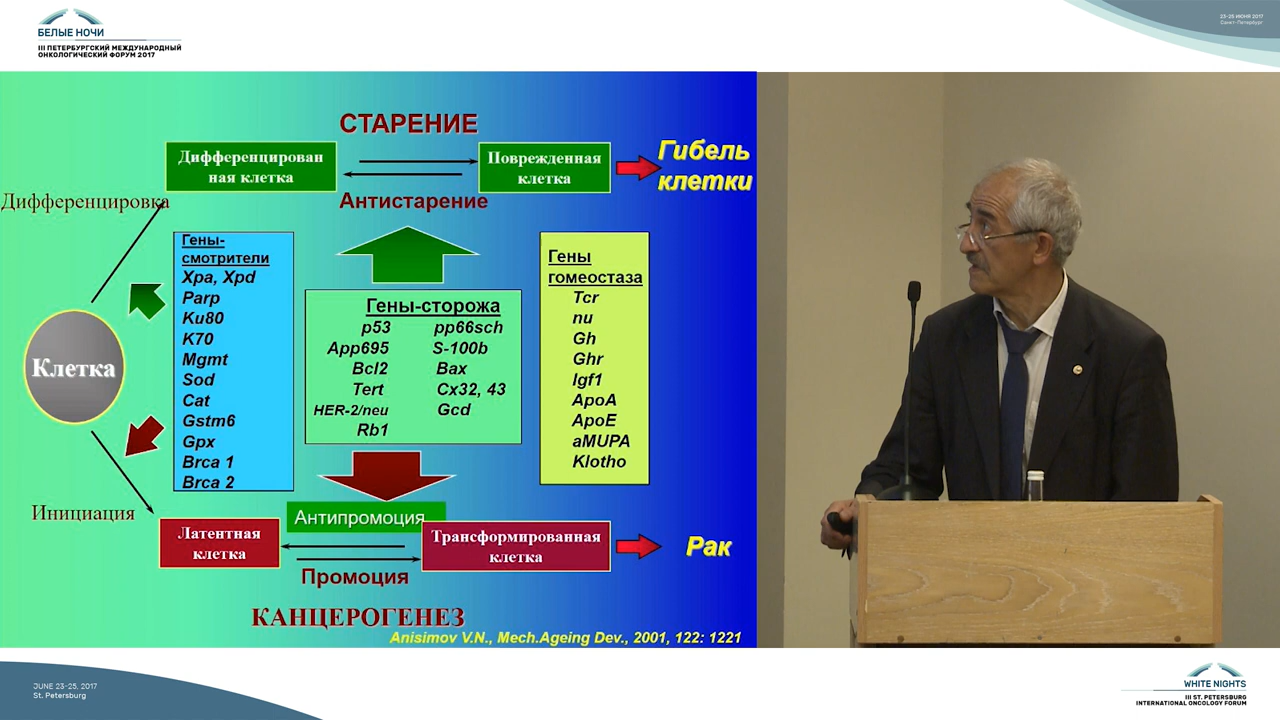 БЕЛЫЕ НОЧИ
III ПЕТЕРБУРГСКИЙ МЕЖДУНАРОДНЫЙ
ОНКОЛОГИЧЕСКИЙ ФОРУМ 2017
23-25 ИЮНЯ 2017
Санкт-Петербург
СТАРЕНИЕ
Дифференцирован
ная клетка
Поврежденная
клетка
Гибель
клетки
Дифференцировка
Антистарение
Гены-
смотрители
Xpa, Xpd
Parp
Ku80
K70
Mgmt
Sod
Cat
Gstm6
Gpx
Brca 1
Brca 2
Гены-сторожа
p53 pp66sch
App695 S-100b
Bcl2 Bax
Tert Cx32, 43
HER-2/neu Gcd
Rb1
Гены
гомеостаза
Tcr
nu
Gh
Ghr
Igf1
ApoA
ApoE
aMUPA
Klotho
Клетка
Инициация
Антипромоция
Латентная
клетка
Трансформированная
клетка
Рак
Промоция
КАНЦЕРОГЕНЕЗ
Anisimov V.N., Mech.Ageing Dev., 2001, 122: 1221
JUNE 23-25, 2017
St. Petersburg
WHITE NIGHTS
III ST. PETERSBURG
INTERNATIONAL ONCOLOGY FORUM